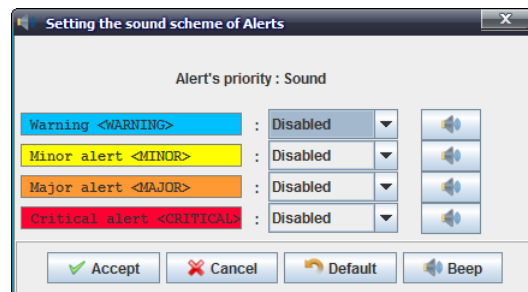 Setting the sound scheme of Alerts
X
Alert's priority : Sound
Warning <WARNING> : Disabled
Minor alert <MINOR> : Disabled
Major alert <MAJOR> : Disabled
Critical alert <CRITICAL> : Disabled
Accept Cancel Default Beep